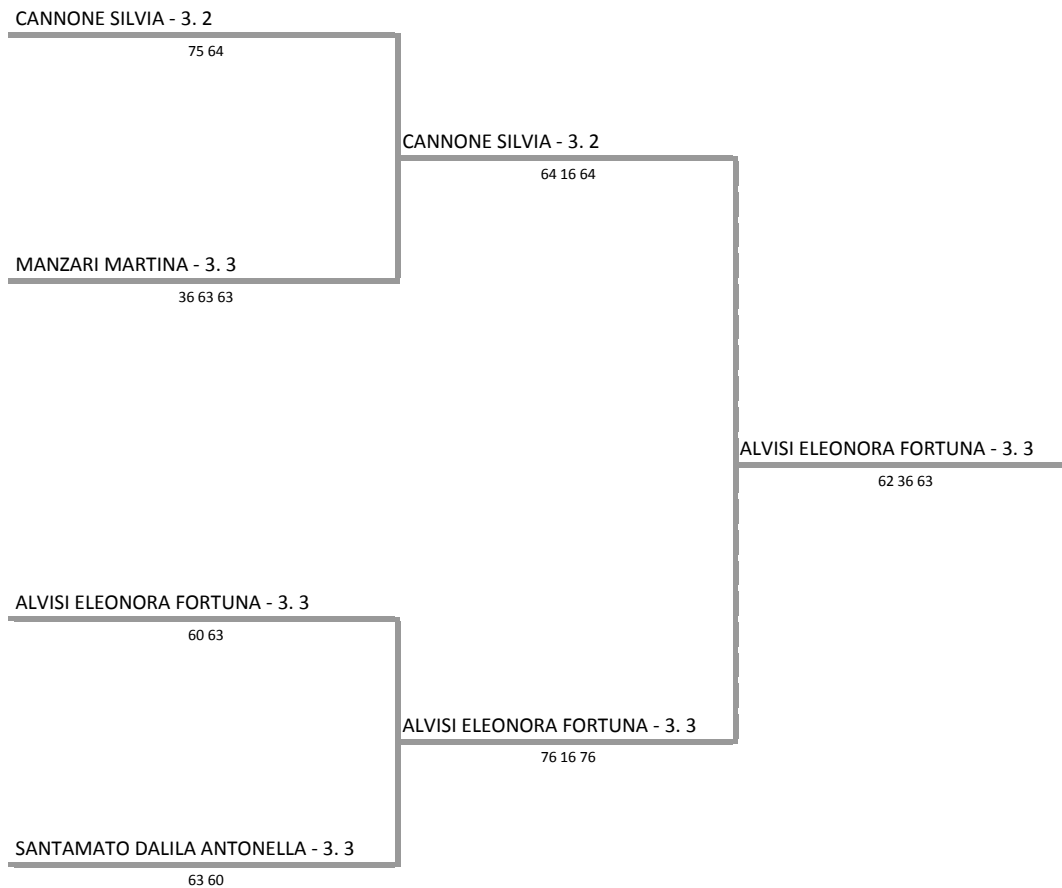 CANNONE SILVIA - 3. 2
75 64
CANNONE SILVIA - 3. 2
64 16 64
MANZARI MARTINA - 3. 3
36 63 63
ALVISI ELEONORA FORTUNA - 3. 3
62 36 63
ALVISI ELEONORA FORTUNA - 3. 3
60 63
ALVISI ELEONORA FORTUNA - 3. 3
76 16 76
SANTAMATO DALILA ANTONELLA - 3. 3
63 60